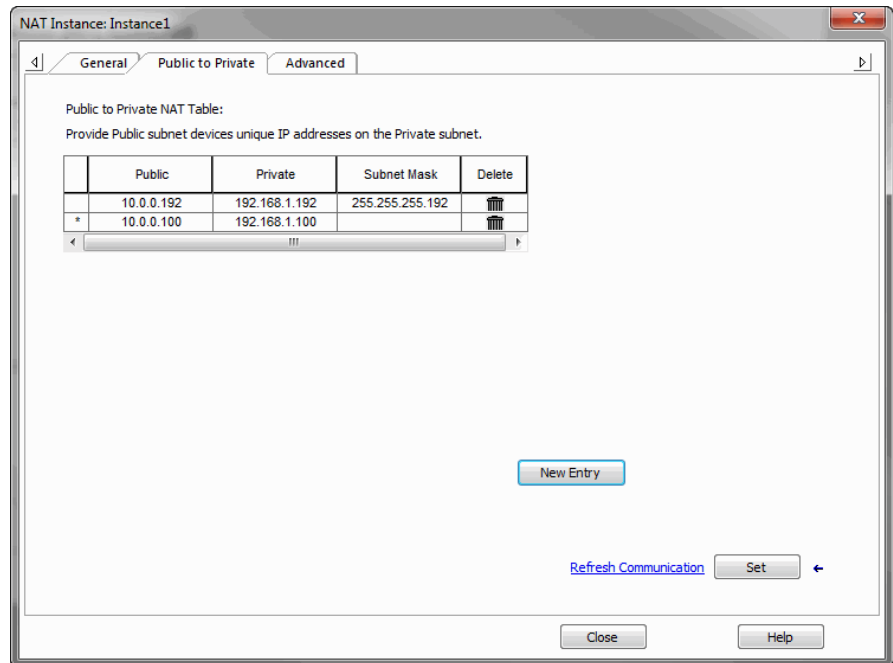 NAT Instance: Instance1
General Public to Private Advanced
Public to Private NAT Table:
Provide Public subnet devices unique IP addresses on the Private subnet.
Public Private Subnet Mask Delete
10.0.0.192 192.168.1.192 255.255.255.192
* 10.0.0.100 192.168.1.100
New Entry
Refresh Communication Set
Close Help